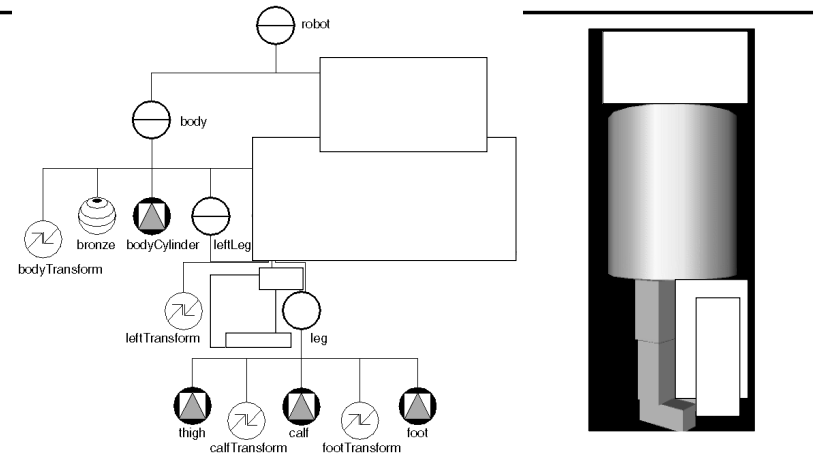 robot
body
bronze
bodyCylinder
leftLeg
bodyTransform
leftTransform
leg
thigh
calfTransform
calf
footTransform
foot